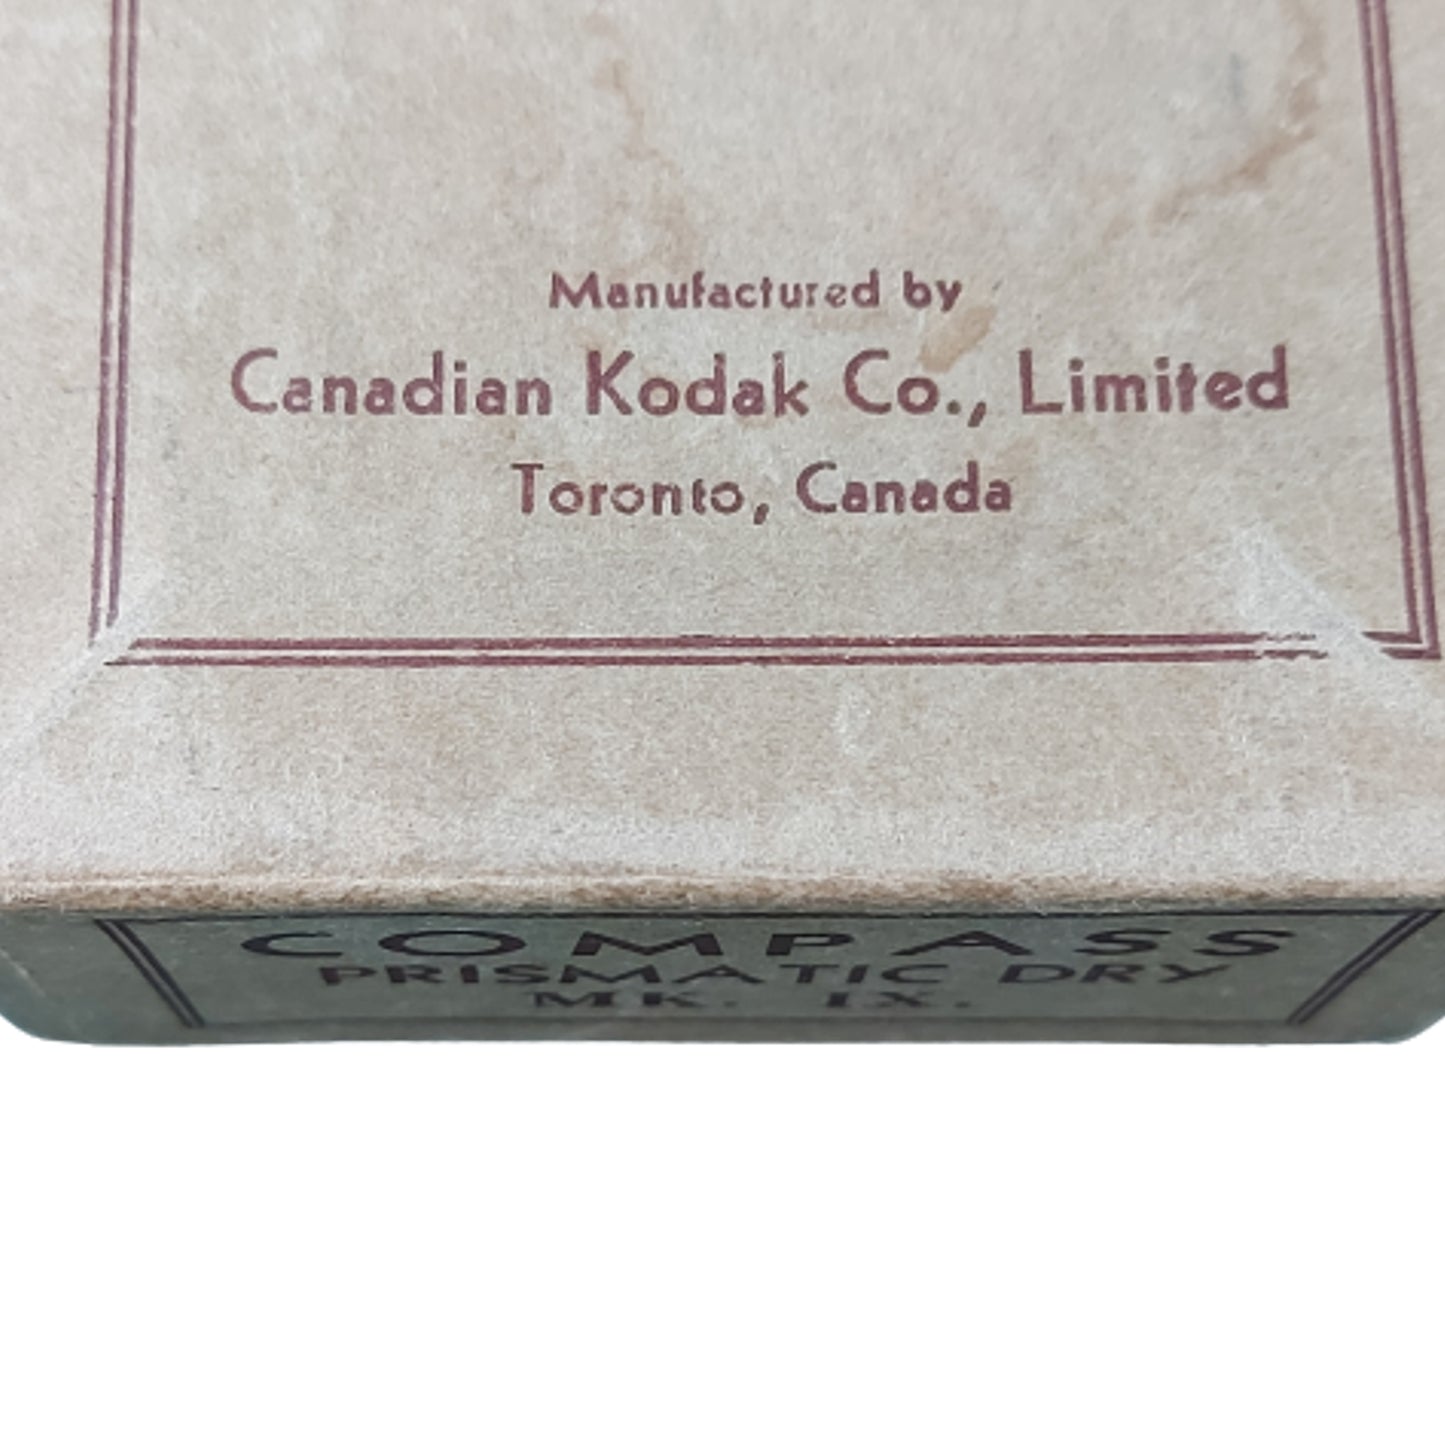 Manufactured by
Canadian Kodak Co., Limited
Toronto, Canada
COMPASS
PRISMATIC DRY
MK. IX.